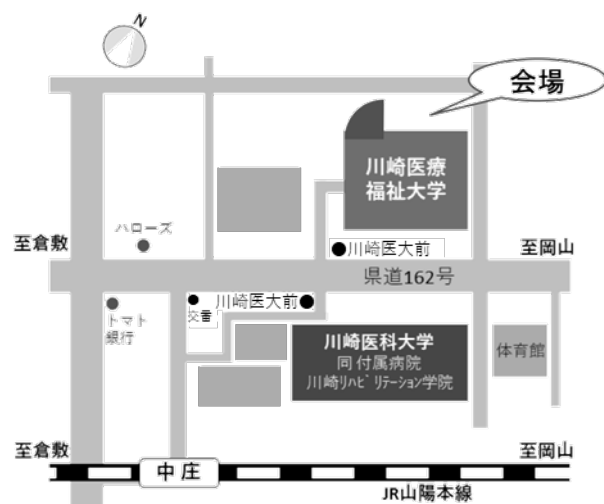 N
会場
川崎医療
福祉大学
ハローズ
至倉敷
川崎医大前
至岡山
県道162号
トマト
銀行
交番
川崎医大前
川崎医科大学
同付属病院
川崎ﾘﾊﾋﾞﾘﾃｰｼｮﾝ学院
体育館
至倉敷
至岡山
中庄
JR山陽本線